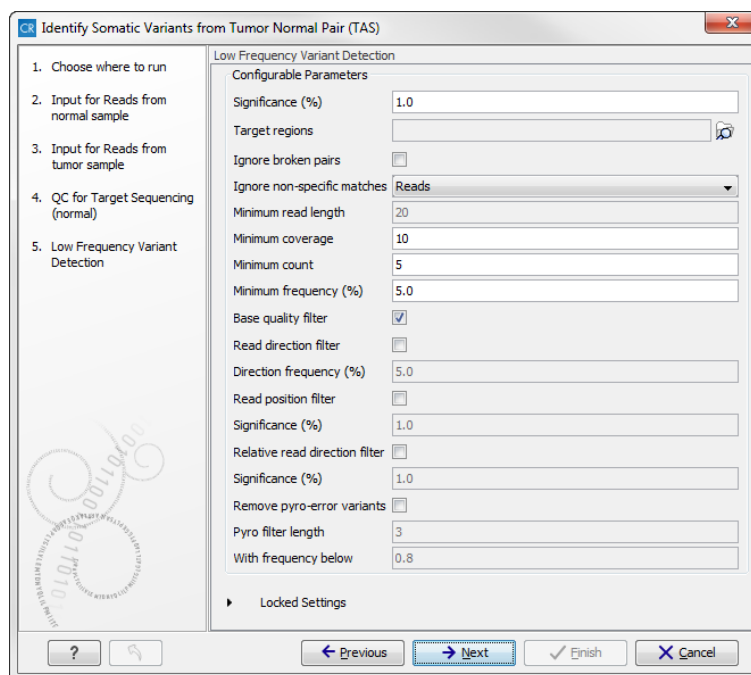 CR Identify Somatic Variants from Tumor Normal Pair (TAS)
1. Choose where to run
2. Input for Reads from
normal sample
3. Input for Reads from
tumor sample
4. QC for Target Sequencing
(normal)
5. Low Frequency Variant
Detection
Low Frequency Variant Detection
Configurable Parameters
Significance (%) 1.0
Target regions
Ignore broken pairs
Ignore non-specific matches Reads
Minimum read length 20
Minimum coverage 10
Minimum count 5
Minimum frequency (%) 5.0
Base quality filter
Read direction filter
Direction frequency (%) 5.0
Read position filter
Significance (%) 1.0
Relative read direction filter
Significance (%) 1.0
Remove pyro-error variants
Pyro filter length 3
With frequency below 0.8
Locked Settings
? Previous Next Finish Cancel